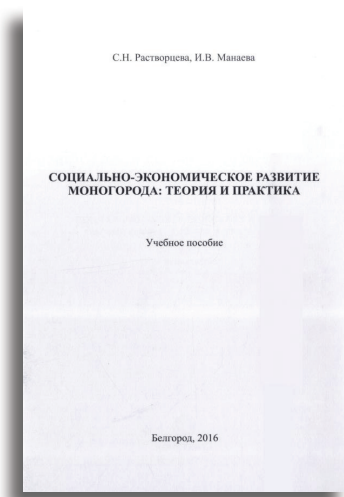 С.Н. Растворцева, И.В. Манаева
СОЦИАЛЬНО-ЭКОНОМИЧЕСКОЕ РАЗВИТИЕ
МОНОГОРОДА: ТЕОРИЯ И ПРАКТИКА
Учебное пособие
Белгород, 2016